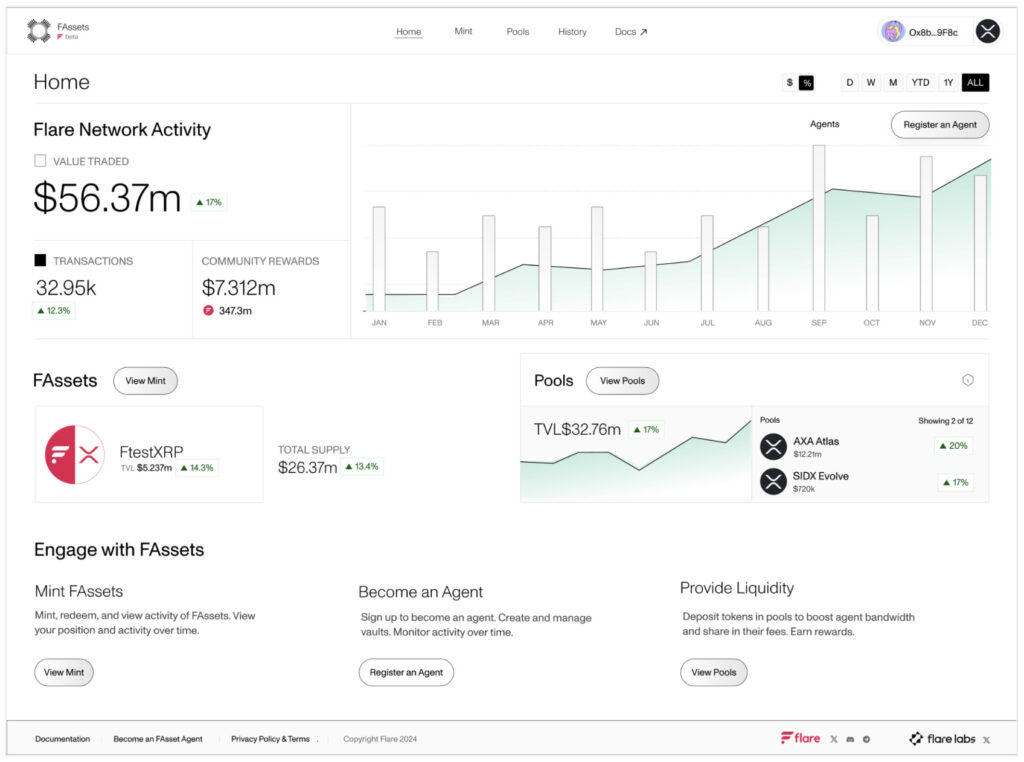 FAssets
beta
Home Mint Pools History Docs ↗
0x8b...9F8c
Home
$ % D W M YTD 1Y ALL
Flare Network Activity
Agents
Register an Agent
VALUE TRADED
$56.37m ▲ 17%
TRANSACTIONS
32.95k
▲ 12.3%
COMMUNITY REWARDS
$7.312m
347.3m
JAN FEB MAR APR MAY JUN JUL AUG SEP OCT NOV DEC
FAssets View Mint
FtestXRP
TVL $5.237m ▲ 14.3%
TOTAL SUPPLY
$26.37m ▲ 13.4%
Pools View Pools
TVL$32.76m ▲ 17%
Pools Showing 2 of 12
AXA Atlas
$12.21m
▲ 20%
SIDX Evolve
$720k
▲ 17%
Engage with FAssets
Mint FAssets
Mint, redeem, and view activity of FAssets. View
your position and activity over time.
View Mint
Become an Agent
Sign up to become an agent. Create and manage
vaults. Monitor activity over time.
Register an Agent
Provide Liquidity
Deposit tokens in pools to boost agent bandwidth
and share in their fees. Earn rewards.
View Pools
Documentation Become an FAsset Agent Privacy Policy & Terms . Copyright Flare 2024
flare
flare labs